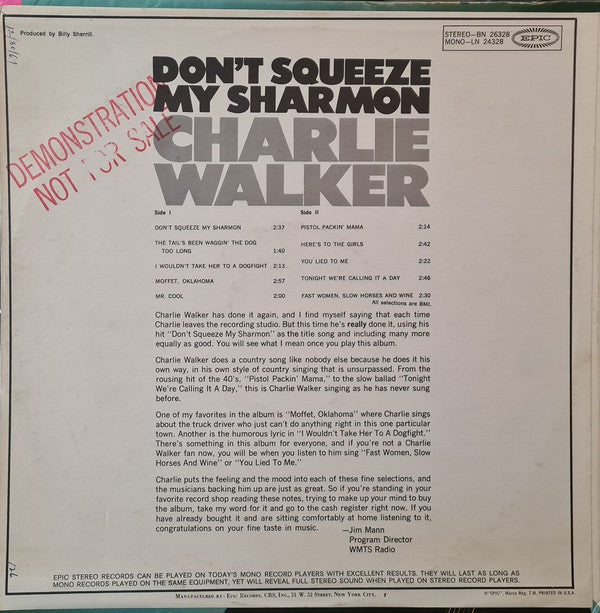 12/30/67
Produced by Billy Sherrill.
STEREO-BN 26328
MONO-LN 24328
EPIC
DON'T SQUEEZE
MY SHARMON
CHARLIE
WALKER
DEMONSTRATION
NOT FOR SALE
Side I
DON'T SQUEEZE MY SHARMON 2:37
THE TAIL'S BEEN WAGGIN' THE DOG
TOO LONG 1:40
I WOULDN'T TAKE HER TO A DOGFIGHT 2:13
MOFFET, OKLAHOMA 2:57
MR. COOL 2:00
Side II
PISTOL PACKIN' MAMA 2:14
HERE'S TO THE GIRLS 2:42
YOU LIED TO ME 2:22
TONIGHT WE'RE CALLING IT A DAY 2:46
FAST WOMEN, SLOW HORSES AND WINE 2:30
All selections are BMI.
Charlie Walker has done it again, and I find myself saying that each time
Charlie leaves the recording studio. But this time he's really done it, using his
hit "Don't Squeeze My Sharmon" as the title song and including many more
equally as good. You will see what I mean once you play this album.
Charlie Walker does a country song like nobody else because he does it his
own way, in his own style of country singing that is unsurpassed. From the
rousing hit of the 40's, "Pistol Packin' Mama," to the slow ballad "Tonight
We're Calling It A Day," this is Charlie Walker singing as he has never sung
before.
One of my favorites in the album is "Moffet, Oklahoma" where Charlie sings
about the truck driver who just can't do anything right in this one particular
town. Another is the humorous lyric in "I Wouldn't Take Her To A Dogfight."
There's something in this album for everyone, and if you're not a Charlie
Walker fan now, you will be when you listen to him sing "Fast Women, Slow
Horses And Wine" or "You Lied To Me."
Charlie puts the feeling and the mood into each of these fine selections, and
the musicians backing him up are just as great. So if you're standing in your
favorite record shop reading these notes, trying to make up your mind to buy
the album, take my word for it and go to the cash register right now. If you
have already bought it and are sitting comfortably at home listening to it,
congratulations on your fine taste in music.
—Jim Mann
Program Director
WMTS Radio
EPIC STEREO RECORDS CAN BE PLAYED ON TODAY'S MONO RECORD PLAYERS WITH EXCELLENT RESULTS. THEY WILL LAST AS LONG AS
MONO RECORDS PLAYED ON THE SAME EQUIPMENT, YET WILL REVEAL FULL STEREO SOUND WHEN PLAYED ON STEREO RECORD PLAYERS.
MANUFACTURED BY: EPIC RECORDS, CBS, INC., 51 W. 52 STREET, NEW YORK CITY. 7
® "EPIC", Marca Reg. T.M. PRINTED IN U.S.A.